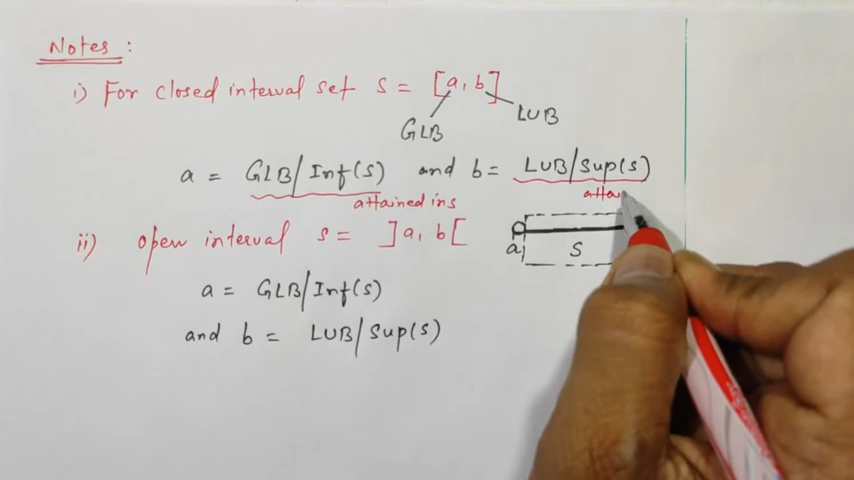 Notes :
i) For closed interval set S = [a, b]
GLB LUB
a = GLB/Inf(S) and b = LUB/Sup(S)
attained in S atta
ii) open interval S = ]a, b[
a S
a = GLB/Inf(S)
and b = LUB/Sup(S)